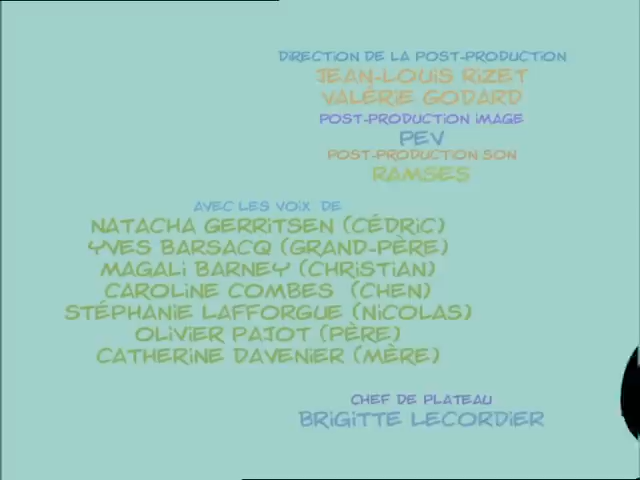 DIRECTION DE LA POST-PRODUCTION
JEAN-LOUIS RIZET
VALÉRIE GODARD
POST-PRODUCTION IMAGE
PEV
POST-PRODUCTION SON
RAMSES
AVEC LES VOIX DE
NATACHA GERRITSEN (CÉDRIC)
YVES BARSACQ (GRAND-PÈRE)
MAGALI BARNEY (CHRISTIAN)
CAROLINE COMBES (CHEN)
STÉPHANIE LAFFORGUE (NICOLAS)
OLIVIER PAJOT (PÈRE)
CATHERINE DAVENIER (MÈRE)
CHEF DE PLATEAU
BRIGITTE LECORDIER